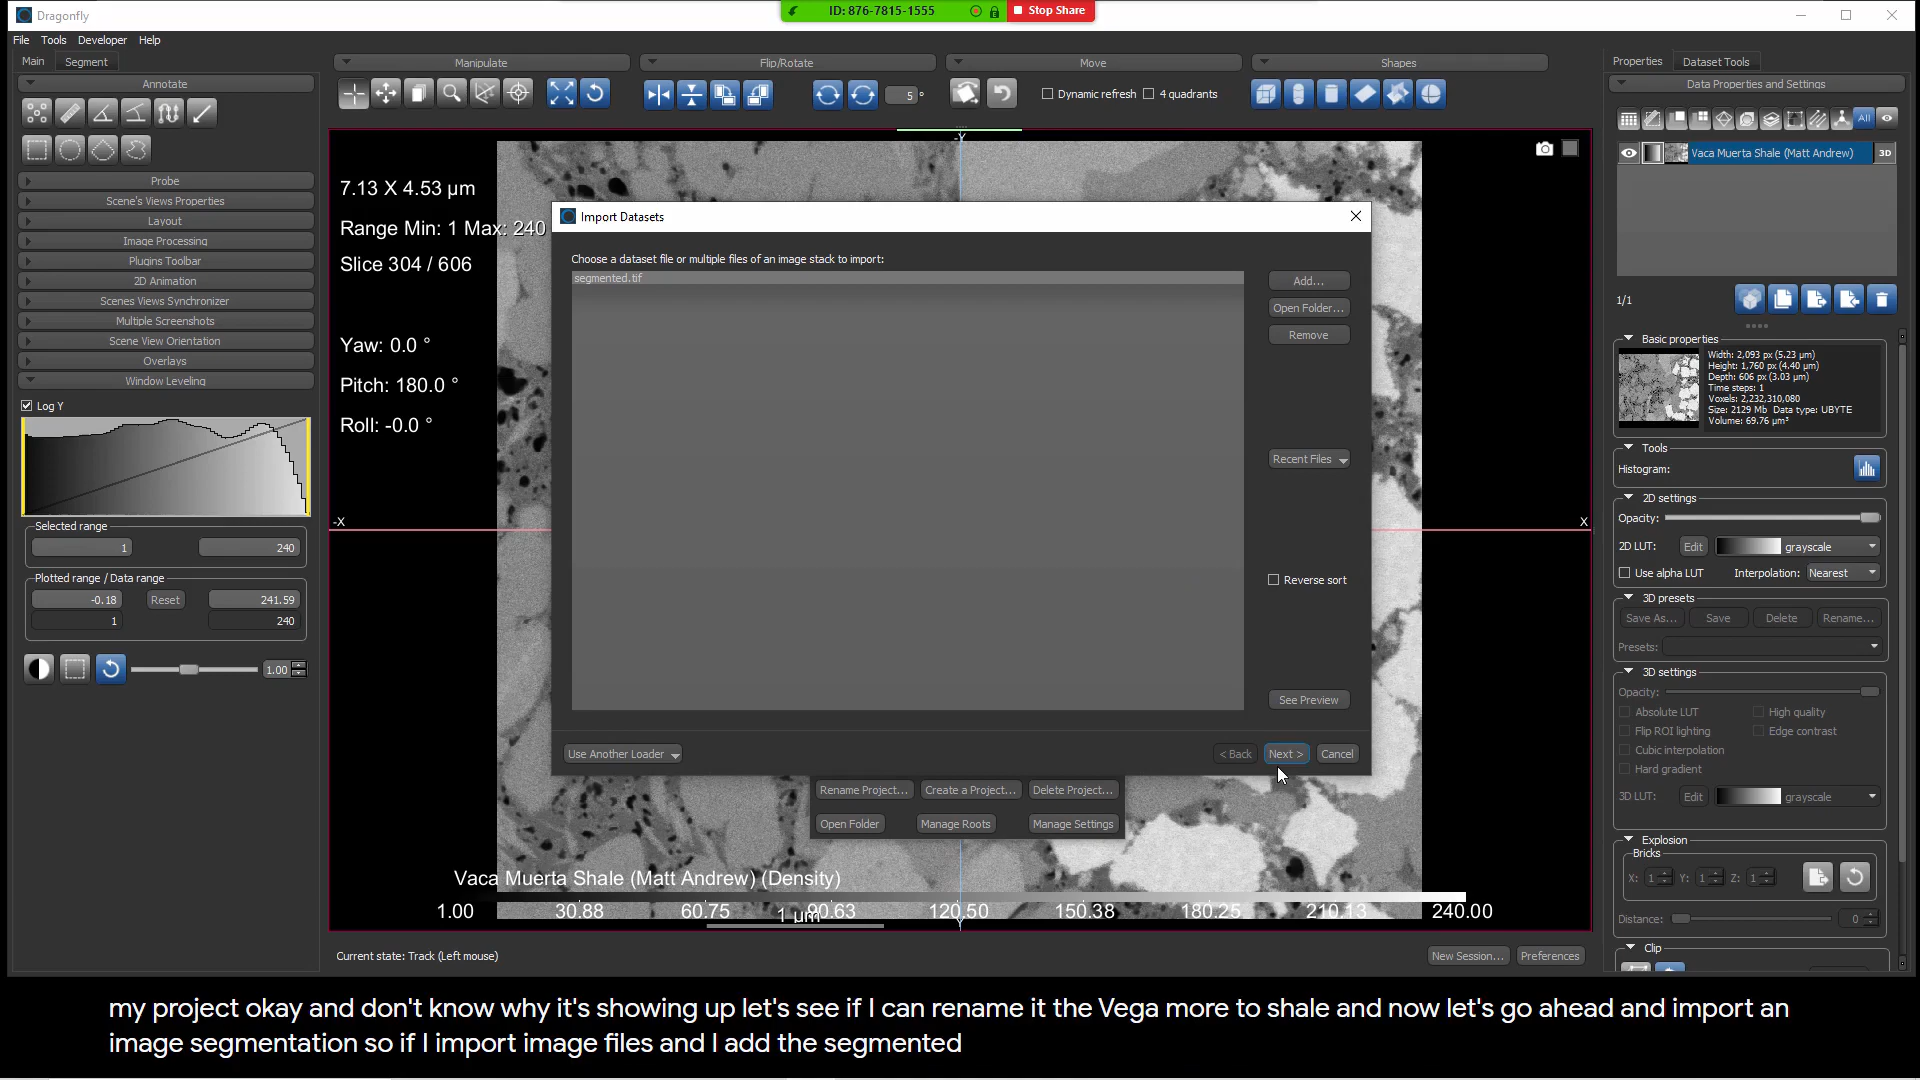 Dragonfly
ID: 876-7815-1555
Stop Share
File Tools Developer Help
Main Segment
Annotate
Probe
Scene's Views Properties
Layout
Image Processing
Plugins Toolbar
2D Animation
Scenes Views Synchronizer
Multiple Screenshots
Scene View Orientation
Overlays
Window Leveling
Log Y
Selected range
1 240
Plotted range / Data range
-0.18 Reset 241.59
1 240
1.00
Manipulate Flip/Rotate Move Shapes
5 °
Dynamic refresh 4 quadrants
-Y
7.13 X 4.53 µm
Range Min: 1 Max: 240
Slice 304 / 606
Yaw: 0.0 °
Pitch: 180.0 °
Roll: -0.0 °
-X
X
Import Datasets
Choose a dataset file or multiple files of an image stack to import:
segmented.tif
Add...
Open Folder...
Remove
Recent Files
Reverse sort
See Preview
Use Another Loader
< Back Next > Cancel
Rename Project... Create a Project... Delete Project...
Open Folder Manage Roots Manage Settings
Vaca Muerta Shale (Matt Andrew) (Density)
1.00 30.88 60.75 90.63 120.50 150.38 180.25 210.13 240.00
1 µm
Y
Current state: Track (Left mouse)
New Session... Preferences
Properties Dataset Tools
Data Properties and Settings
All
Vaca Muerta Shale (Matt Andrew) 3D
1/1
Basic properties
Width: 2,093 px (5.23 µm)
Height: 1,760 px (4.40 µm)
Depth: 606 px (3.03 µm)
Time steps: 1
Voxels: 2,232,310,080
Size: 2129 Mb Data type: UBYTE
Volume: 69.76 µm³
Tools
Histogram:
2D settings
Opacity:
2D LUT: Edit grayscale
Use alpha LUT Interpolation: Nearest
3D presets
Save As... Save Delete Rename...
Presets:
3D settings
Opacity:
Absolute LUT High quality
Flip ROI lighting Edge contrast
Cubic interpolation
Hard gradient
3D LUT: Edit grayscale
Explosion
Bricks
X: 1 Y: 1 Z: 1
Distance: 0
Clip
my project okay and don't know why it's showing up let's see if I can rename it the Vega more to shale and now let's go ahead and import an
image segmentation so if I import image files and I add the segmented